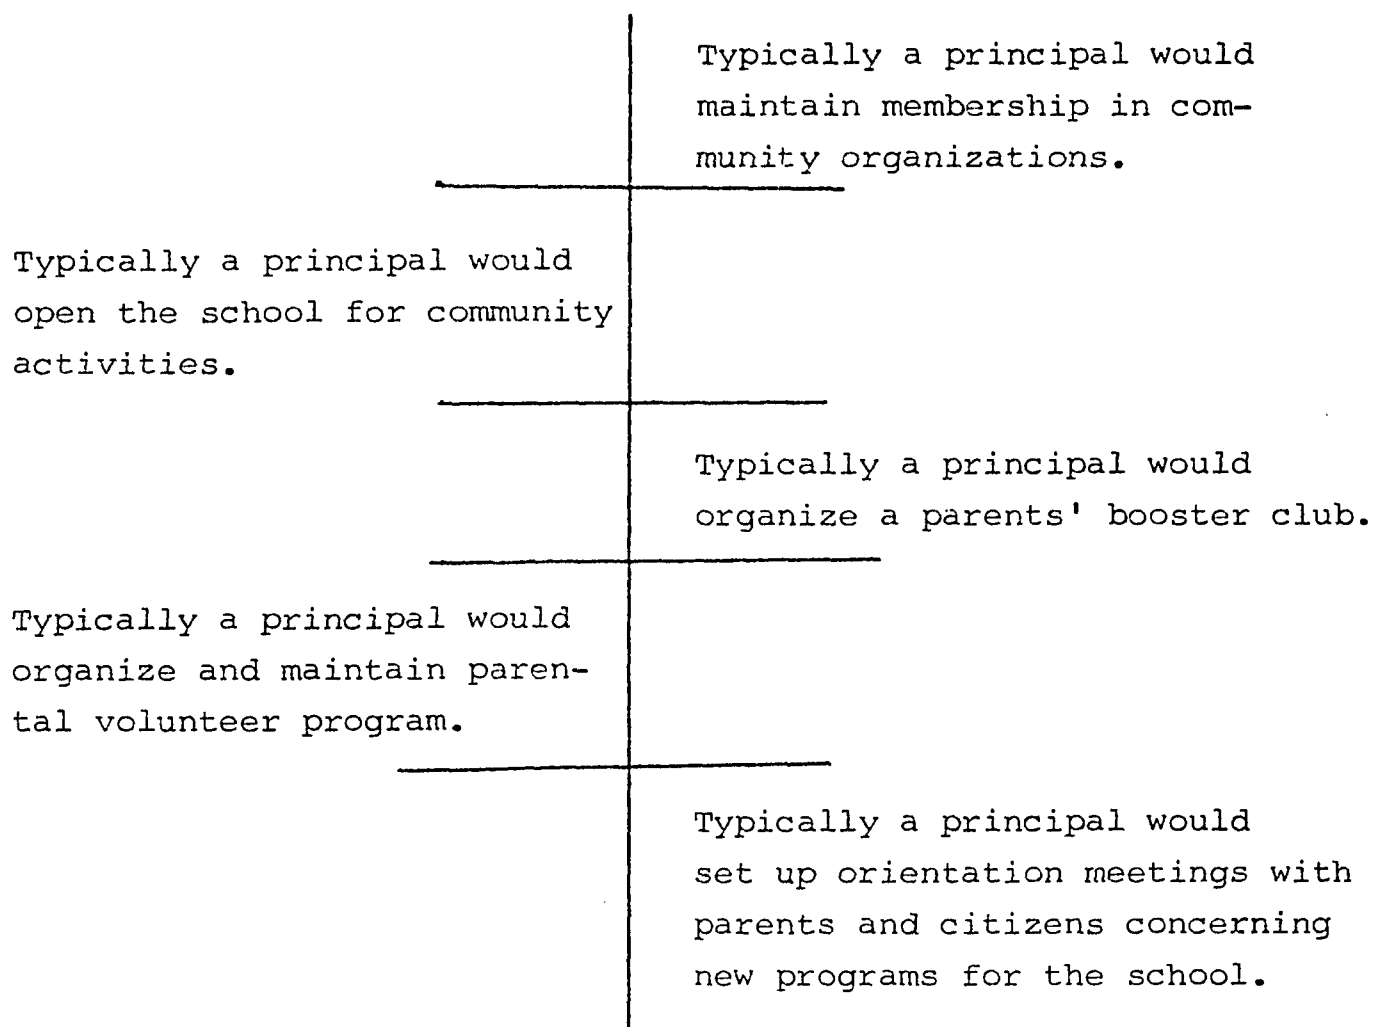 Typically a principal would
maintain membership in com-
munity organizations.
Typically a principal would
open the school for community
activities.
Typically a principal would
organize a parents' booster club.
Typically a principal would
organize and maintain paren-
tal volunteer program.
Typically a principal would
set up orientation meetings with
parents and citizens concerning
new programs for the school.